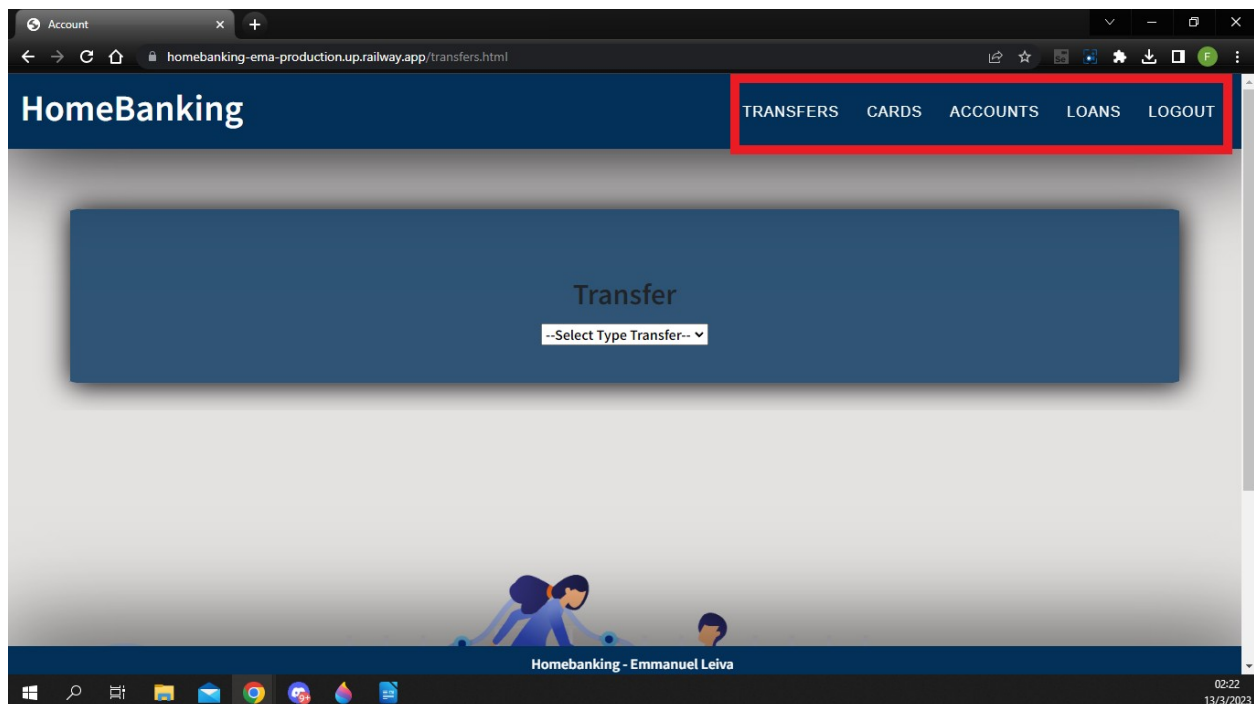 Account
homebanking-ema-production.up.railway.app/transfers.html
F
HomeBanking
TRANSFERS CARDS ACCOUNTS LOANS LOGOUT
Transfer
--Select Type Transfer--
Homebanking - Emmanuel Leiva
9+
02:22
13/3/2023